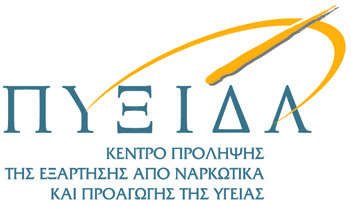 ΠΥΞΙΔΑ
ΚΕΝΤΡΟ ΠΡΟΛΗΨΗΣ
ΤΗΣ ΕΞΑΡΤΗΣΗΣ ΑΠΟ ΝΑΡΚΩΤΙΚΑ
ΚΑΙ ΠΡΟΑΓΩΓΗΣ ΤΗΣ ΥΓΕΙΑΣ